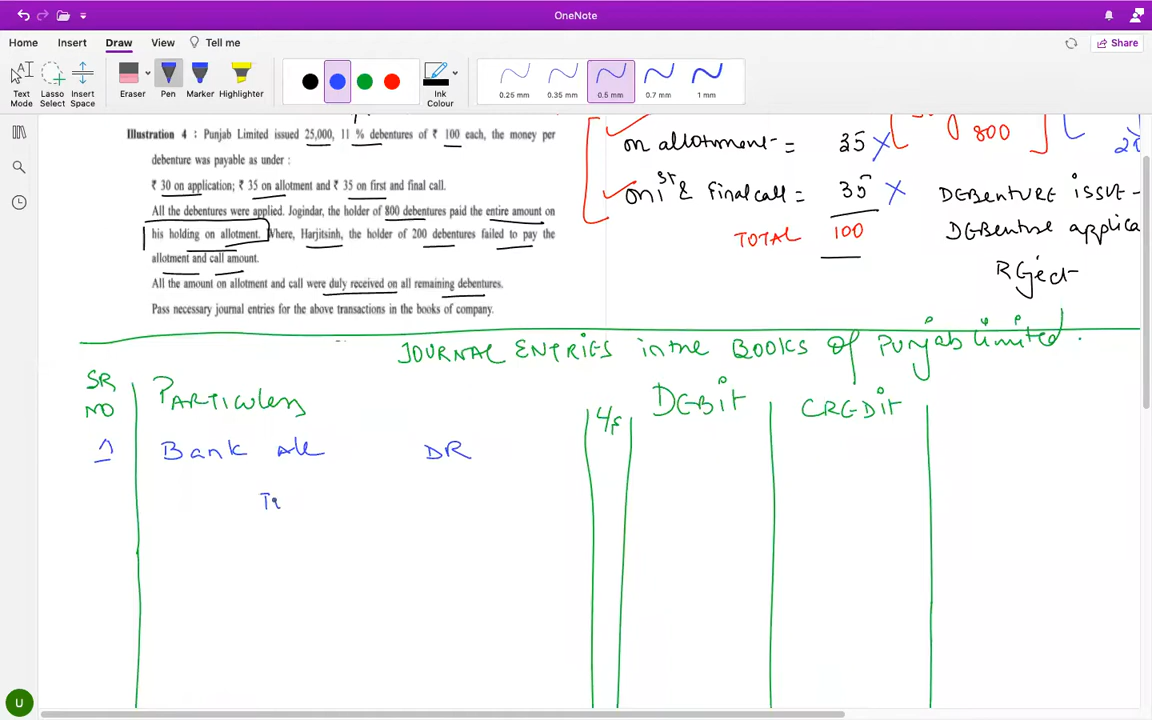 OneNote
Home Insert Draw View Tell me
Share
Text Mode
Lasso Select
Insert Space
Eraser
Pen
Marker
Highlighter
Ink Colour
0.25 mm
0.35 mm
0.5 mm
0.7 mm
1 mm
Illustration 4 : Punjab Limited issued 25,000, 11 % debentures of ₹ 100 each, the money per
debenture was payable as under :
₹ 30 on application; ₹ 35 on allotment and ₹ 35 on first and final call.
All the debentures were applied. Jogindar, the holder of 800 debentures paid the entire amount on
his holding on allotment. Where, Harjitsinh, the holder of 200 debentures failed to pay the
allotment and call amount.
All the amount on allotment and call were duly received on all remaining debentures.
Pass necessary journal entries for the above transactions in the books of company.
on allotment = 35 X
800
on 1st & final call = 35 X
TOTAL 100
DEBENTURE issue -
DEBenture applica
Reject
JOURNAL ENTRIES in the BOOKS of Punjab limited.
SR NO
PARTICULERS
L/F
DEBIT
CREDIT
1 Bank A/c DR
U